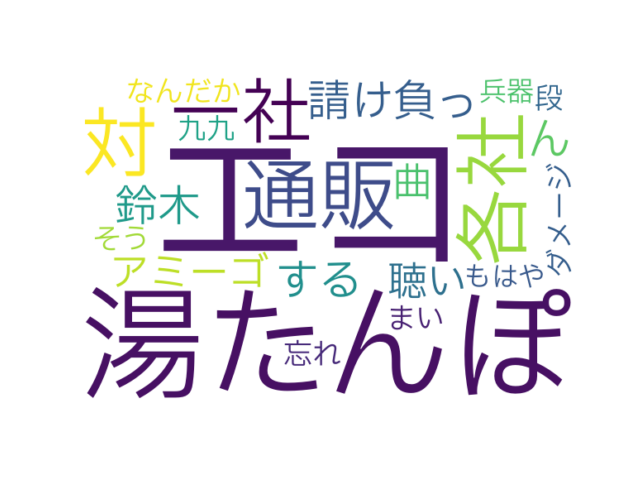 なんだか
二社
請け負っ
兵器
段
対
九九
エコ
通販
曲
各社
ん
鈴木
ダメージ
そう
アミーゴ
する
聴い
もはや
湯たんぽ
まい
忘れ